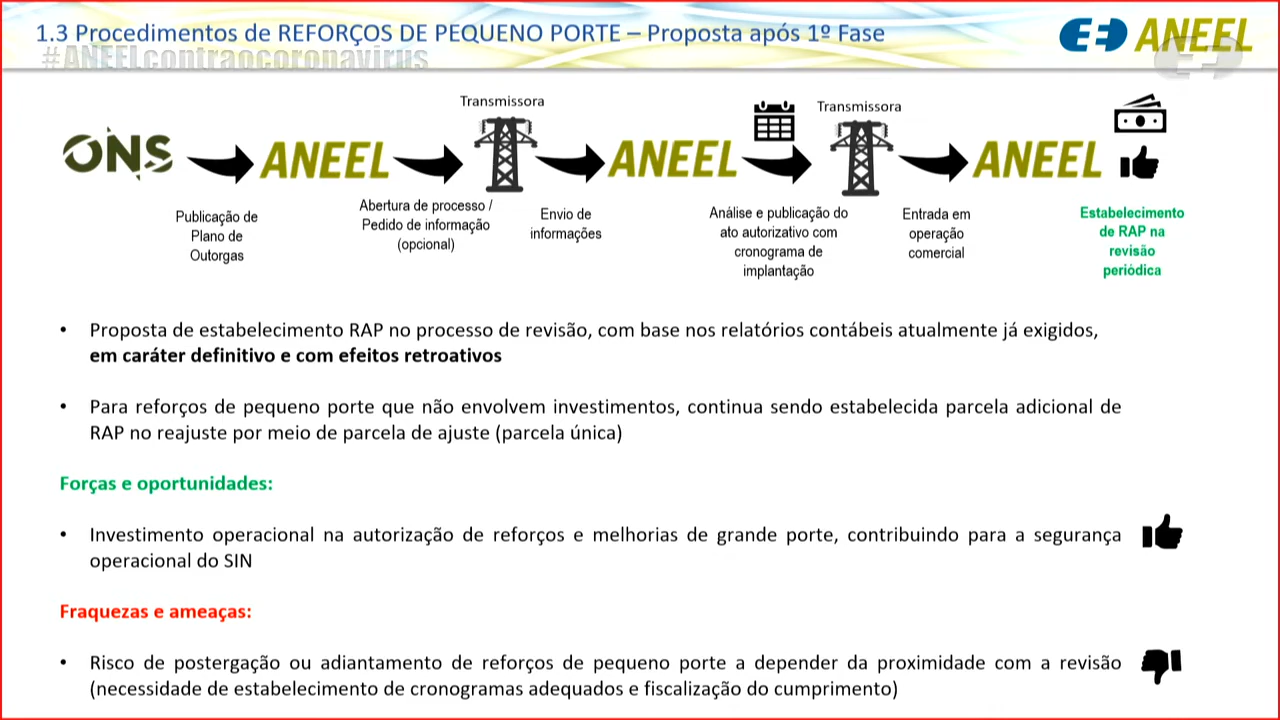 1.3 Procedimentos de REFORÇOS DE PEQUENO PORTE – Proposta após 1º Fase
#ANEELcontraocoronavirus
ANEEL
Transmissora
Transmissora
ONS
ANEEL
ANEEL
ANEEL
Publicação de
Plano de
Outorgas
Abertura de processo /
Pedido de informação
(opcional)
Envio de
informações
Análise e publicação do
ato autorizativo com
cronograma de
implantação
Entrada em
operação
comercial
Estabelecimento
de RAP na
revisão
periódica
• Proposta de estabelecimento RAP no processo de revisão, com base nos relatórios contábeis atualmente já exigidos,
em caráter definitivo e com efeitos retroativos
• Para reforços de pequeno porte que não envolvem investimentos, continua sendo estabelecida parcela adicional de
RAP no reajuste por meio de parcela de ajuste (parcela única)
Forças e oportunidades:
• Investimento operacional na autorização de reforços e melhorias de grande porte, contribuindo para a segurança
operacional do SIN
Fraquezas e ameaças:
• Risco de postergação ou adiantamento de reforços de pequeno porte a depender da proximidade com a revisão
(necessidade de estabelecimento de cronogramas adequados e fiscalização do cumprimento)